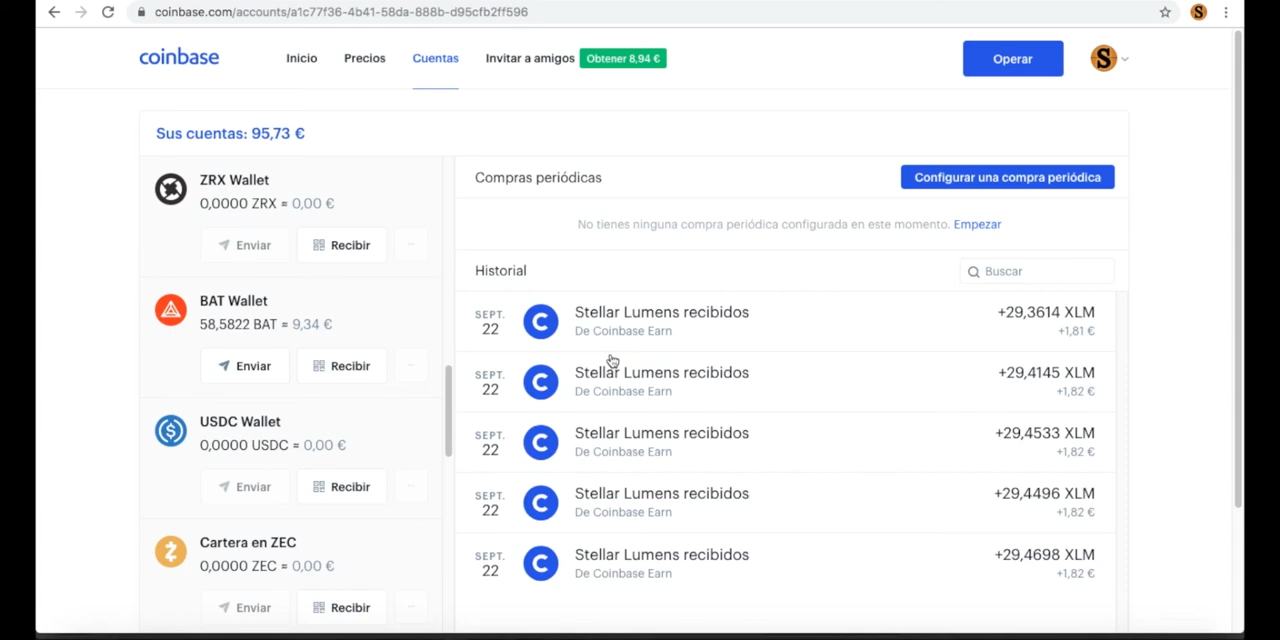 coinbase.com/accounts/a1c77f36-4b41-58da-888b-d95cfb2ff596
S
coinbase
Inicio
Precios
Cuentas
Invitar a amigos
Obtener 8,94 €
Operar
S
Sus cuentas: 95,73 €
ZRX Wallet
0,0000 ZRX ≈ 0,00 €
Enviar
Recibir
BAT Wallet
58,5822 BAT ≈ 9,34 €
Enviar
Recibir
USDC Wallet
0,0000 USDC ≈ 0,00 €
Enviar
Recibir
Cartera en ZEC
0,0000 ZEC ≈ 0,00 €
Enviar
Recibir
Compras periódicas
Configurar una compra periódica
No tienes ninguna compra periódica configurada en este momento. Empezar
Historial
Buscar
SEPT. 22
Stellar Lumens recibidos
De Coinbase Earn
+29,3614 XLM
+1,81 €
SEPT. 22
Stellar Lumens recibidos
De Coinbase Earn
+29,4145 XLM
+1,82 €
SEPT. 22
Stellar Lumens recibidos
De Coinbase Earn
+29,4533 XLM
+1,82 €
SEPT. 22
Stellar Lumens recibidos
De Coinbase Earn
+29,4496 XLM
+1,82 €
SEPT. 22
Stellar Lumens recibidos
De Coinbase Earn
+29,4698 XLM
+1,82 €